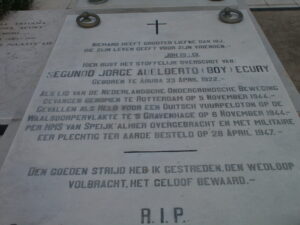 Niemand heeft grooter liefde dan hij,
die zijn leven geeft voor zijn vrienden.
Joh. 15-13.
Hier rust het stoffelijk overschot van:
Segundo Jorge Adelberto (Boy) Ecury
Geboren te Aruba 23 April 1922.-
Als lid van de Nederlandsche Ondergrondsche Beweging
gevangen genomen te Rotterdam op 5 November 1944.-
Gevallen als held voor een Duitsch vuurpeloton op de
Waalsdorpervlakte te 's Gravenhage op 6 November 1944.-
Per HMS Van Speijk alhier overgebracht en met militaire
een plechtig ter aarde besteld op 28 April 1947.-
Den goeden strijd heb ik gestreden, den wedloop
volbracht, het geloof bewaard.-
R.I.P.